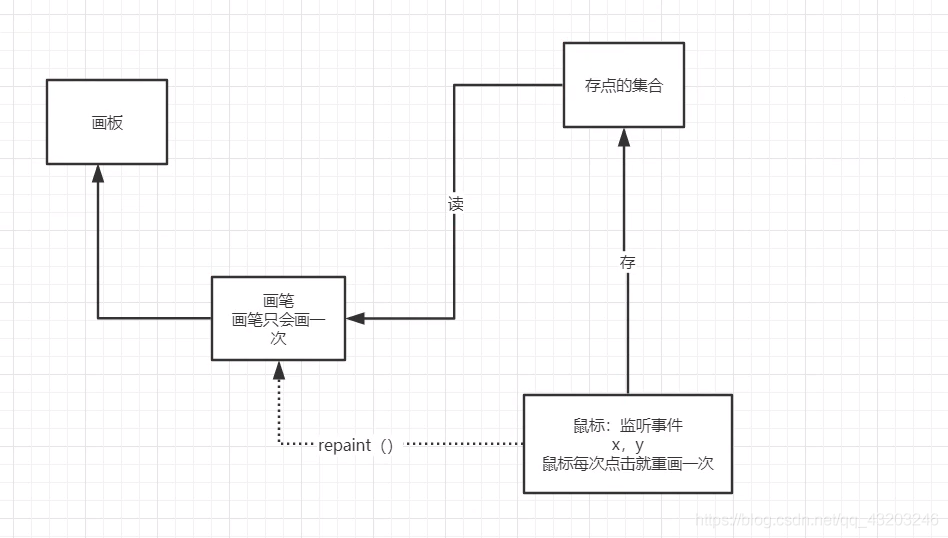 存点的集合
画板
读
存
画笔
画笔只会画一
次
鼠标：监听事件
x，y
鼠标每次点击就重画一次
repaint（）
https://blog.csdn.net/qq_49203246